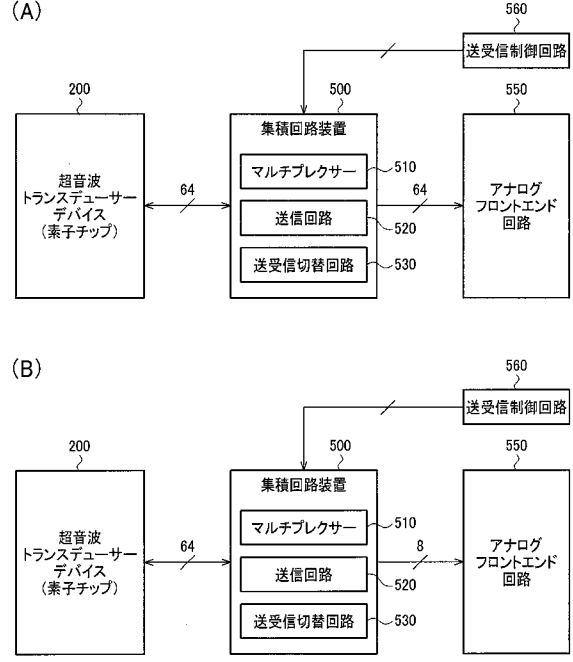 (A)
560
送受信制御回路
200
500
550
超音波
トランスデューサー
デバイス
(素子チップ)
64
集積回路装置
マルチプレクサー
510
送信回路
520
送受信切替回路
530
64
アナログ
フロントエンド
回路
(B)
560
送受信制御回路
200
500
550
超音波
トランスデューサー
デバイス
(素子チップ)
64
集積回路装置
マルチプレクサー
510
送信回路
520
送受信切替回路
530
8
アナログ
フロントエンド
回路